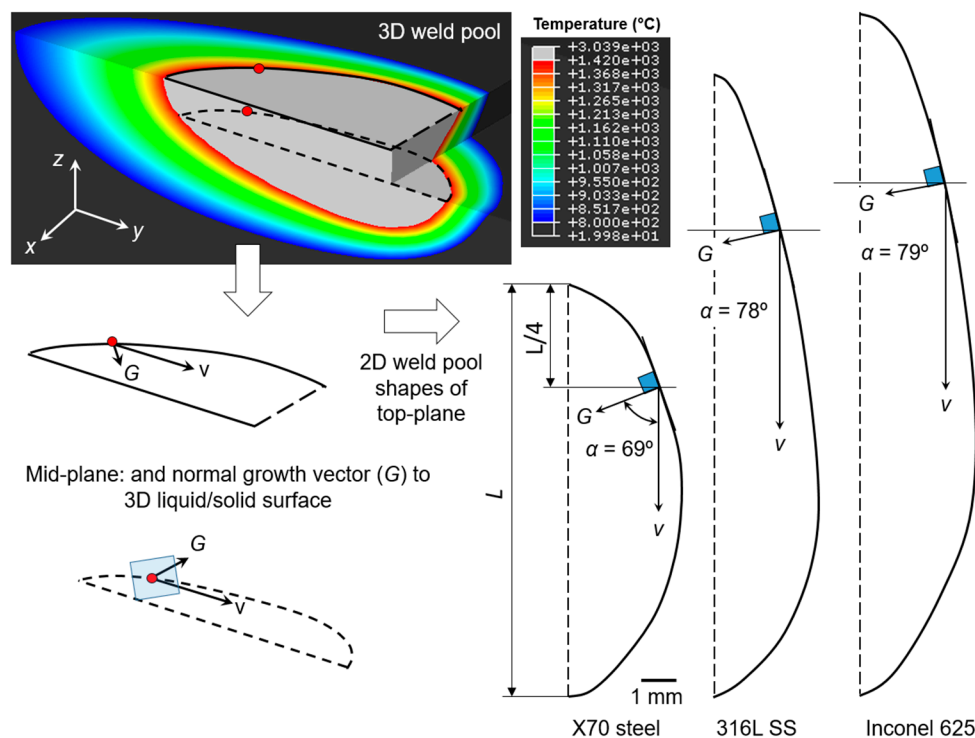 3D weld pool
z
x
y
Temperature (ºC)
+3.039e+03
+1.420e+03
+1.368e+03
+1.317e+03
+1.265e+03
+1.213e+03
+1.162e+03
+1.110e+03
+1.058e+03
+1.007e+03
+9.550e+02
+9.033e+02
+8.517e+02
+8.000e+02
+1.998e+01
G
v
2D weld pool
shapes of
top-plane
Mid-plane: and normal growth vector (G) to
3D liquid/solid surface
G
v
L
L/4
G
α = 69º
v
1 mm
X70 steel
G
α = 78º
v
316L SS
G
α = 79º
v
Inconel 625